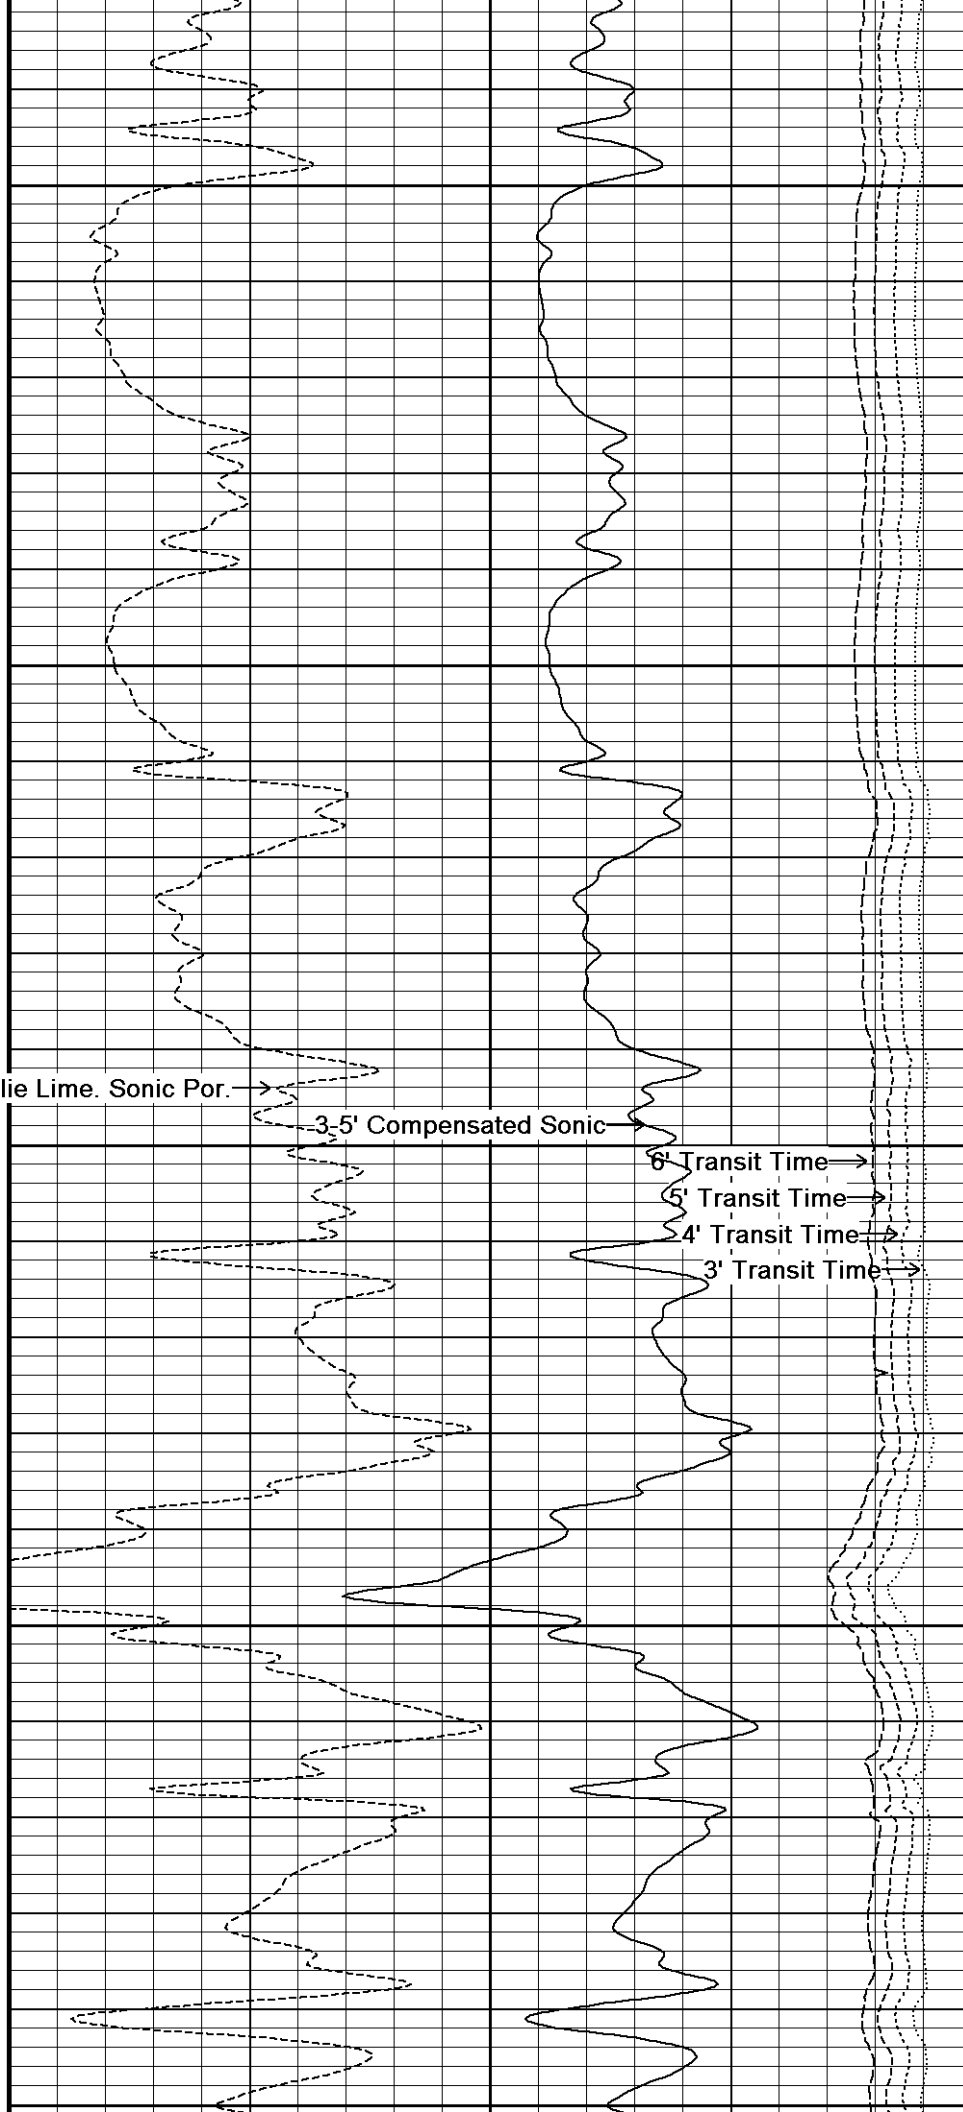 lie Lime. Sonic Por.
3-5' Compensated Sonic
6' Transit Time
5' Transit Time
4' Transit Time
3' Transit Time